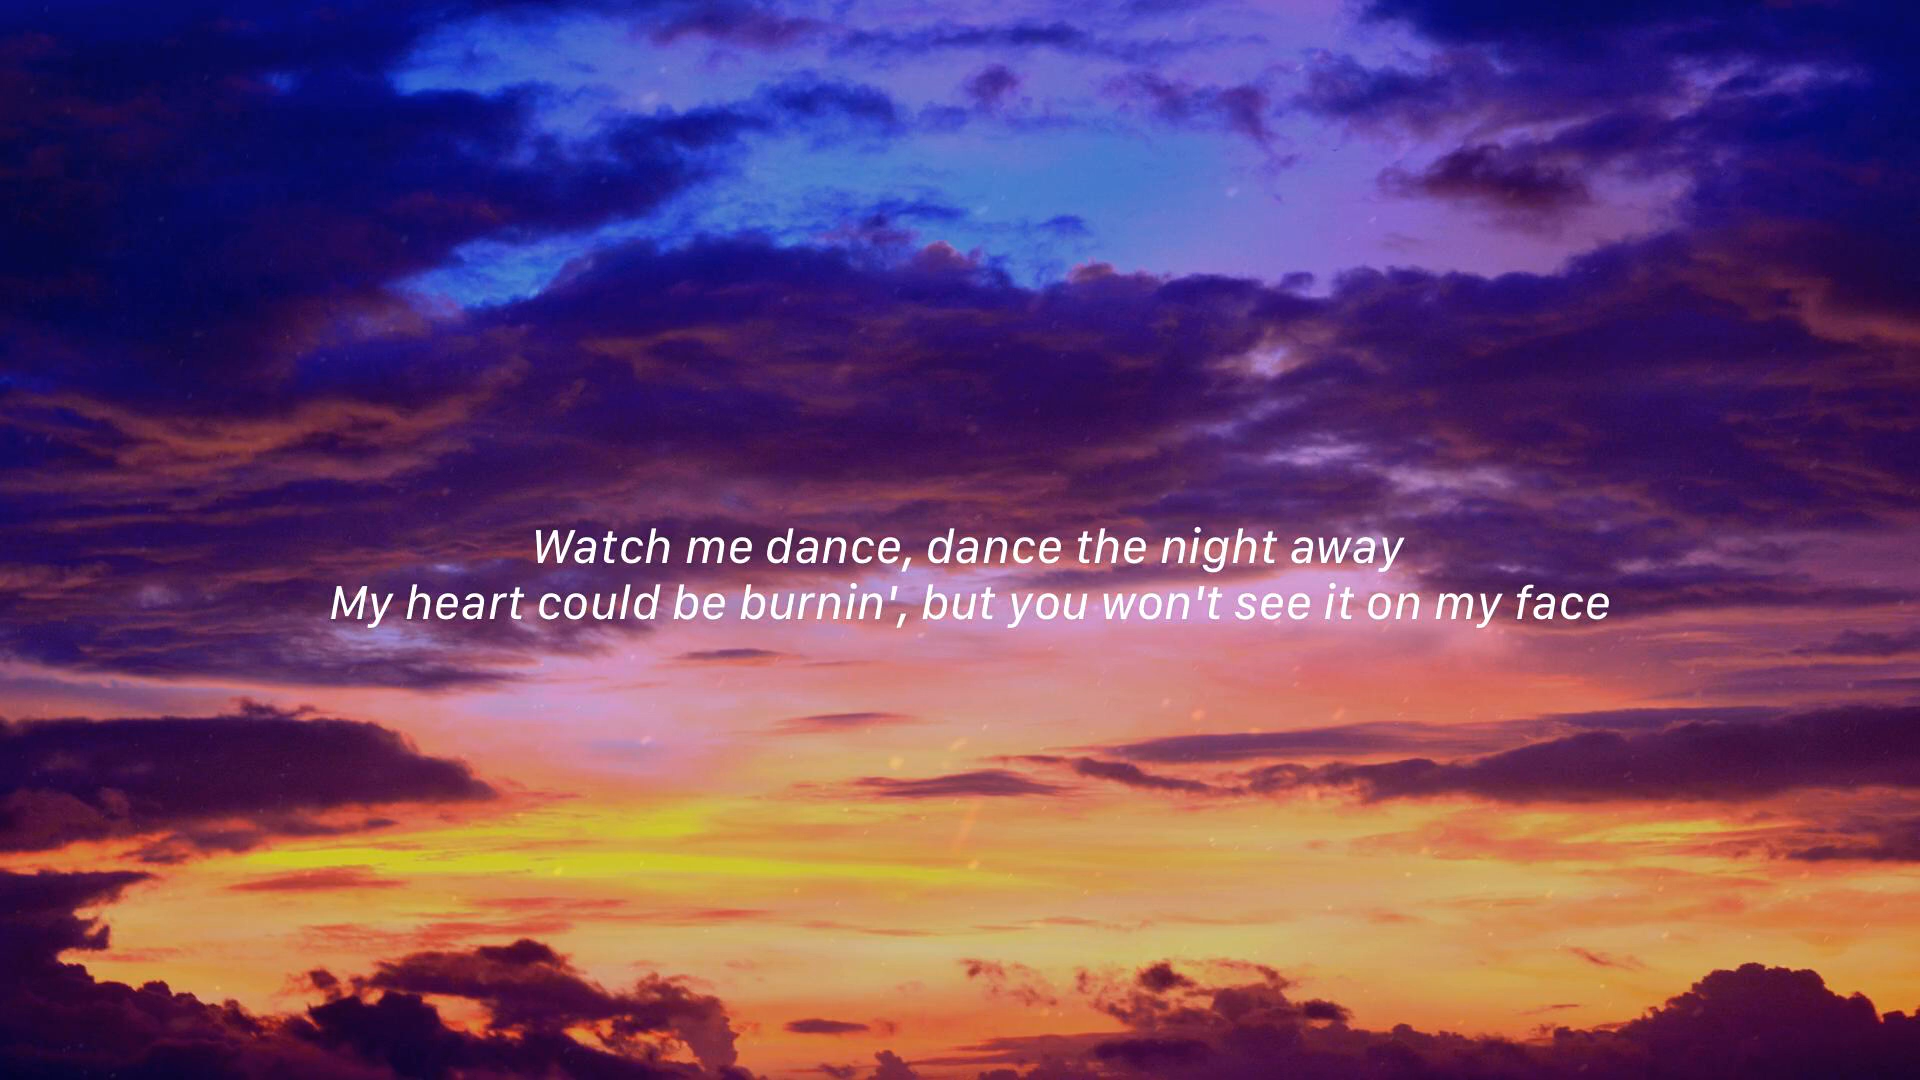 Watch me dance, dance the night away
My heart could be burnin', but you won't see it on my face